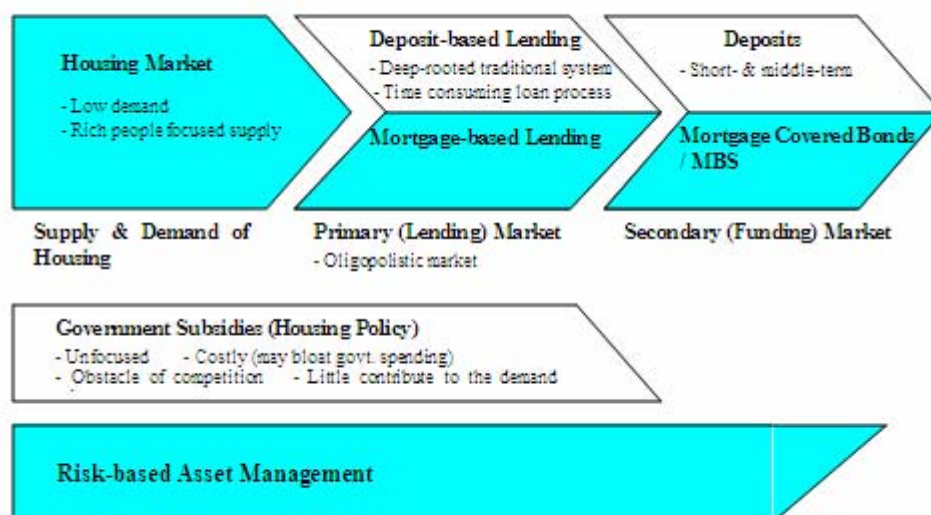 Housing Market
- Low demand
- Rich people focused supply
Deposit-based Lending
- Deep-rooted traditional system
- Time consuming loan process
Mortgage-based Lending
Deposits
- Short- & middle-term
Mortgage Covered Bonds
/ MBS
Supply & Demand of
Housing
Primary (Lending) Market
- Oligopolistic market
Secondary (Funding) Market
Government Subsidies (Housing Policy)
- Unfocused - Costly (may bloat govt. spending)
- Obstacle of competition - Little contribute to the demand
Risk-based Asset Management